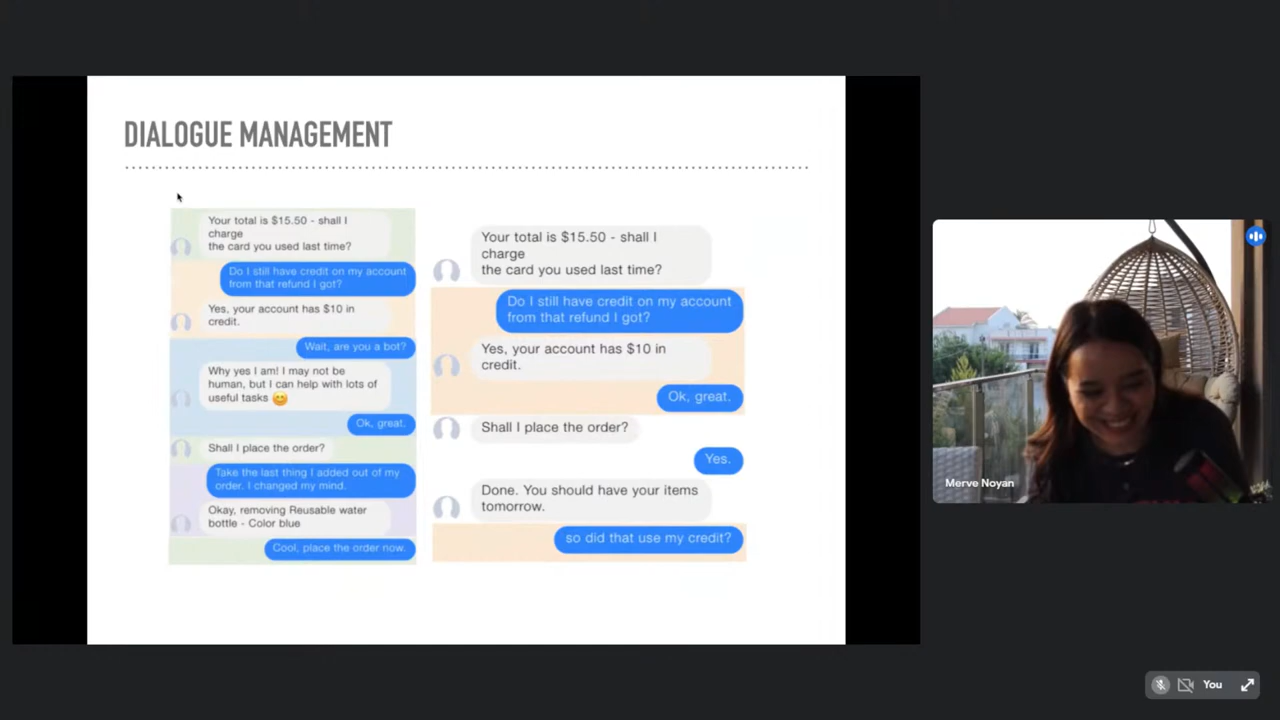 DIALOGUE MANAGEMENT
Your total is $15.50 - shall I
charge
the card you used last time?
Do I still have credit on my account
from that refund I got?
Yes, your account has $10 in
credit.
Wait, are you a bot?
Why yes I am! I may not be
human, but I can help with lots of
useful tasks 😊
Ok, great.
Shall I place the order?
Take the last thing I added out of my
order. I changed my mind.
Okay, removing Reusable water
bottle - Color blue
Cool, place the order now.
Your total is $15.50 - shall I
charge
the card you used last time?
Do I still have credit on my account
from that refund I got?
Yes, your account has $10 in
credit.
Ok, great.
Shall I place the order?
Yes.
Done. You should have your items
tomorrow.
so did that use my credit?
Merve Noyan
You